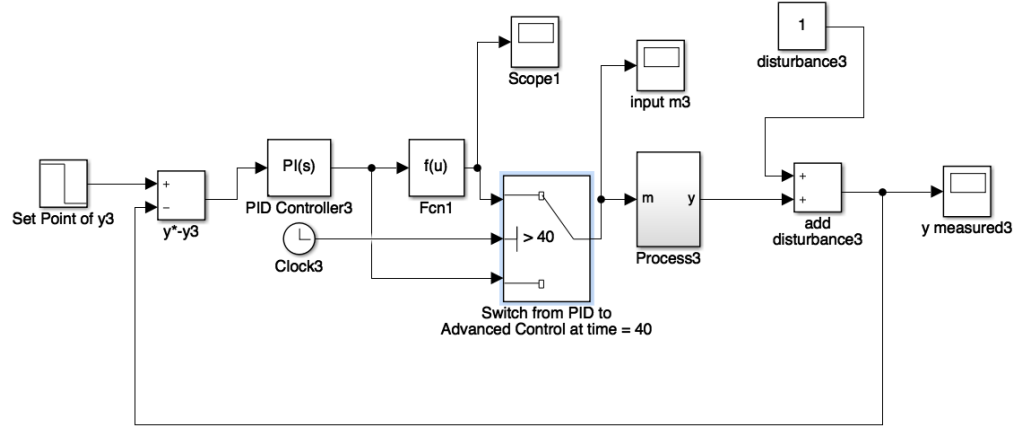 1
disturbance3
Scope1
input m3
PI(s)
f(u)
+
−
Set Point of y3
y*-y3
PID Controller3
Fcn1
Clock3
> 40
m
y
Process3
+
+
add
disturbance3
y measured3
Switch from PID to
Advanced Control at time = 40